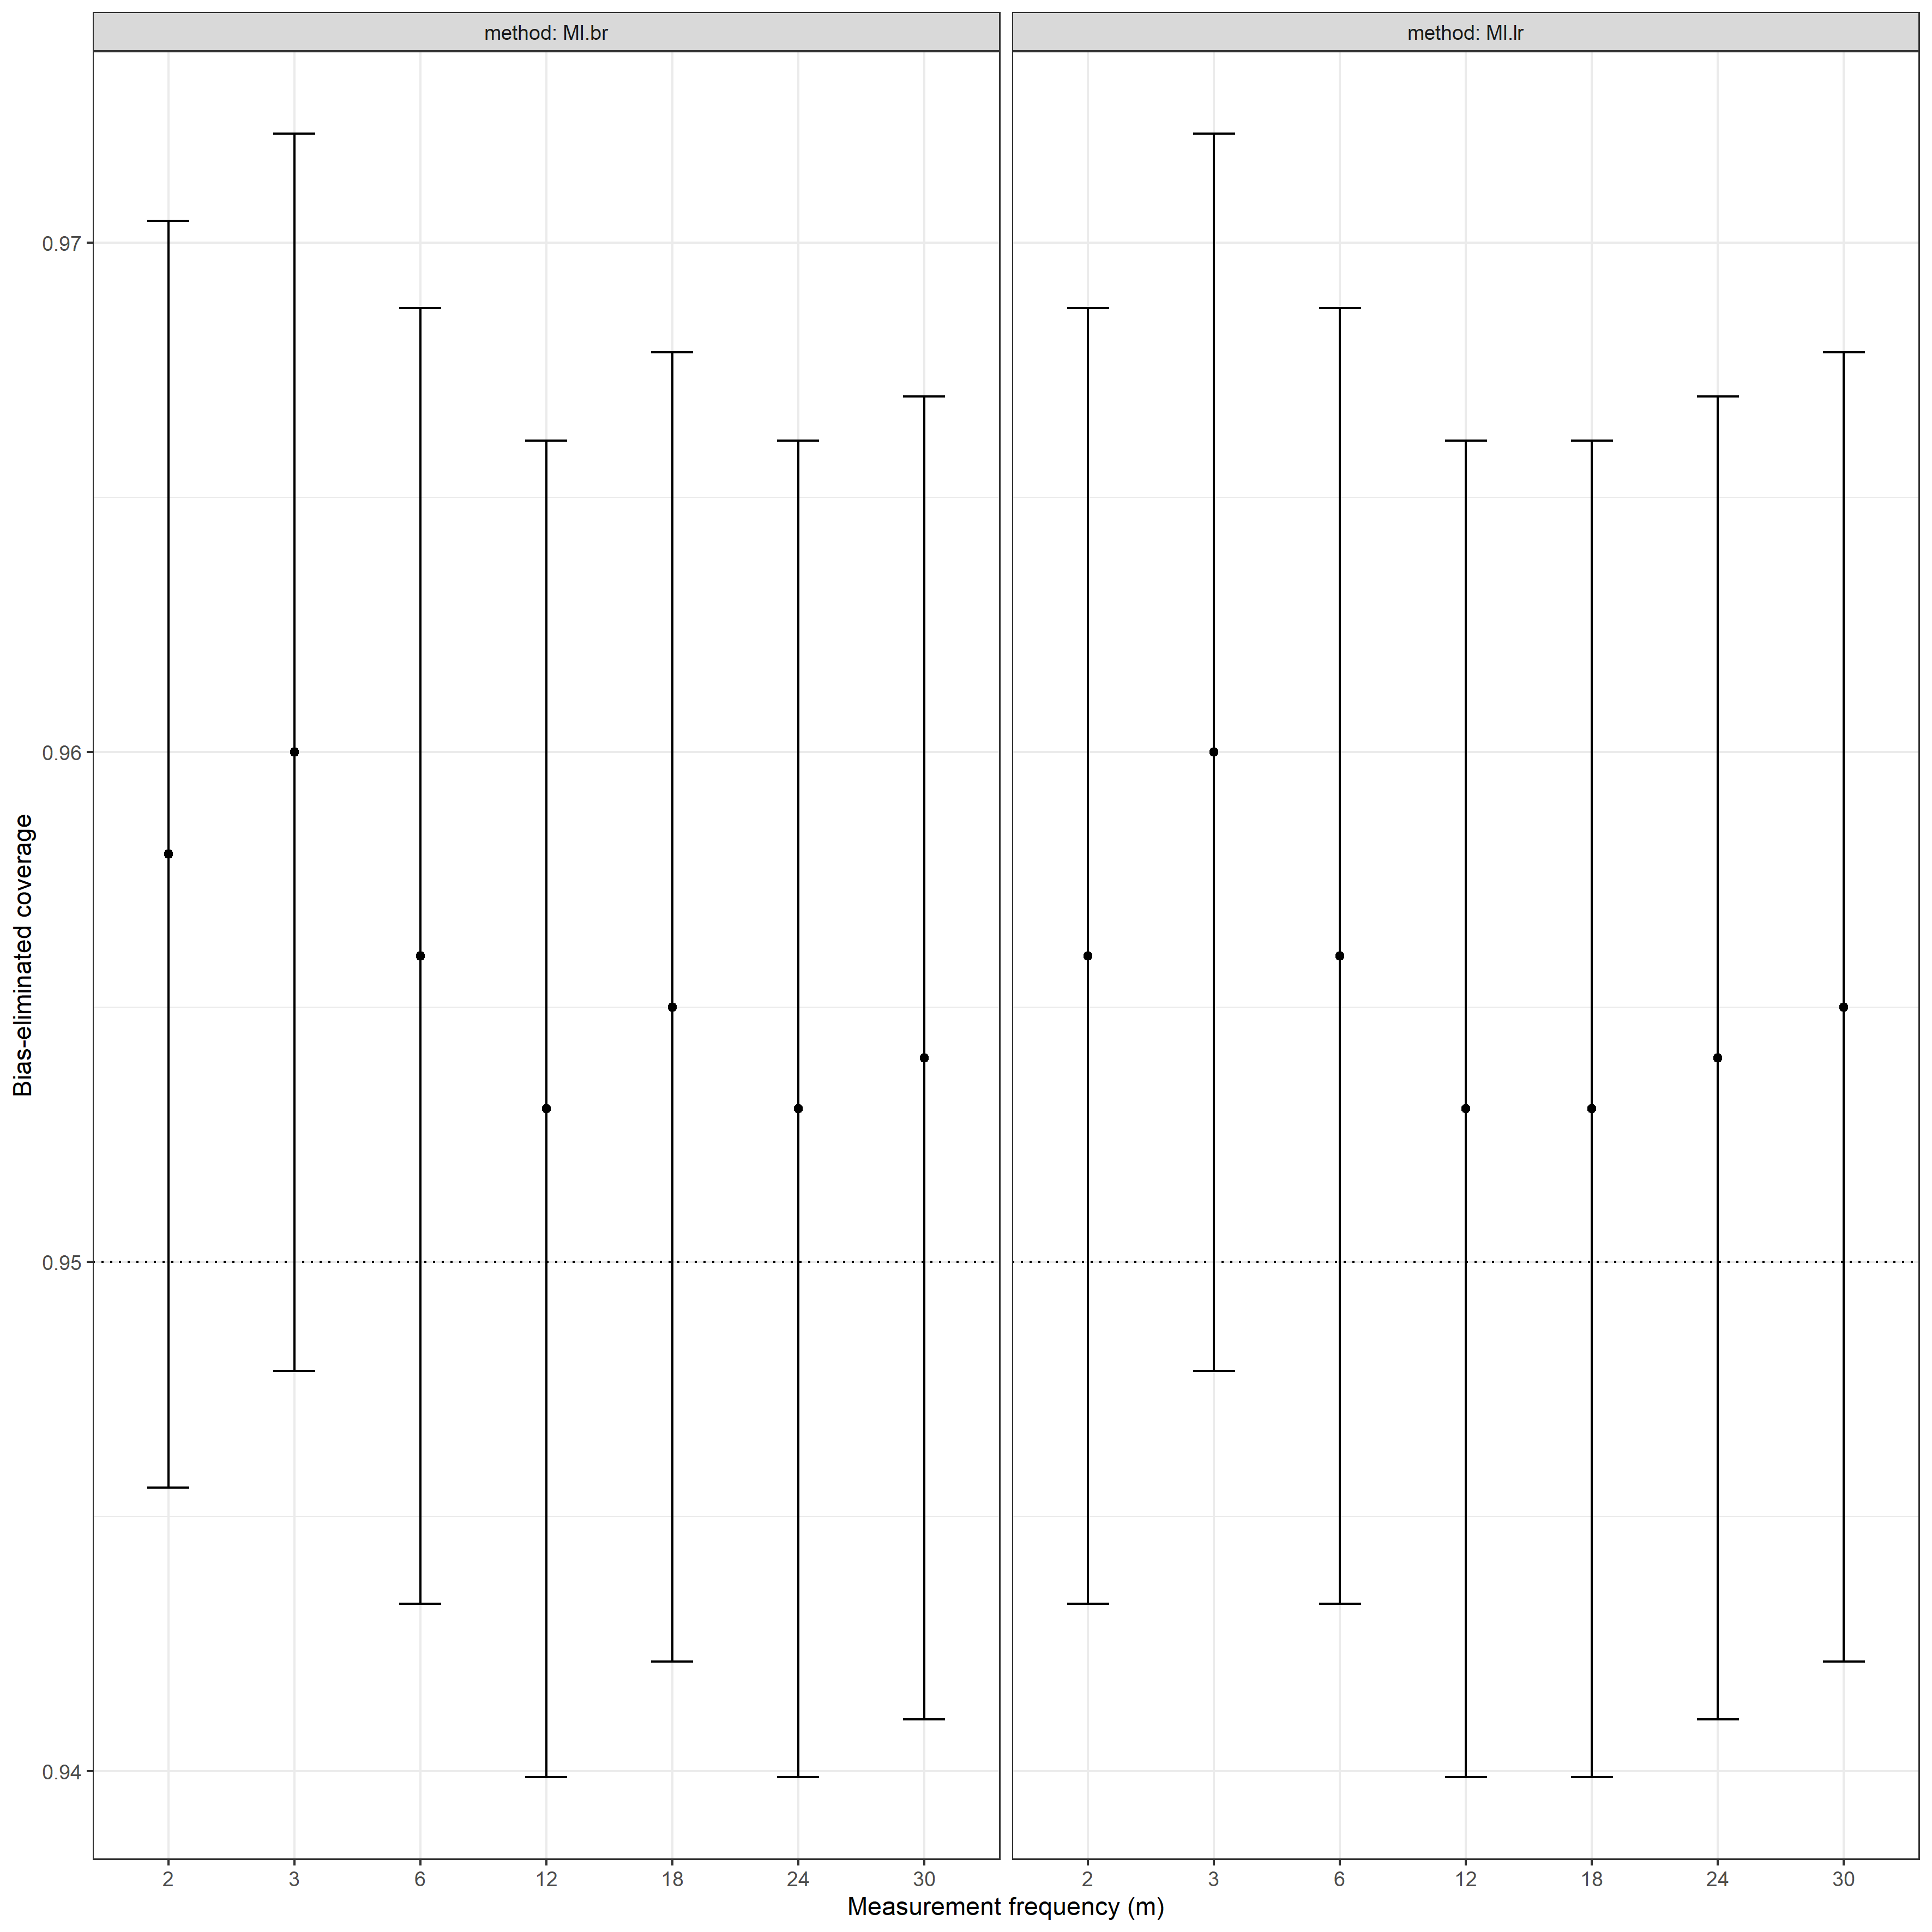 method: MI.br
method: MI.lr
Bias-eliminated coverage
0.97
0.96
0.95
0.94
2 3 6 12 18 24 30
2 3 6 12 18 24 30
Measurement frequency (m)